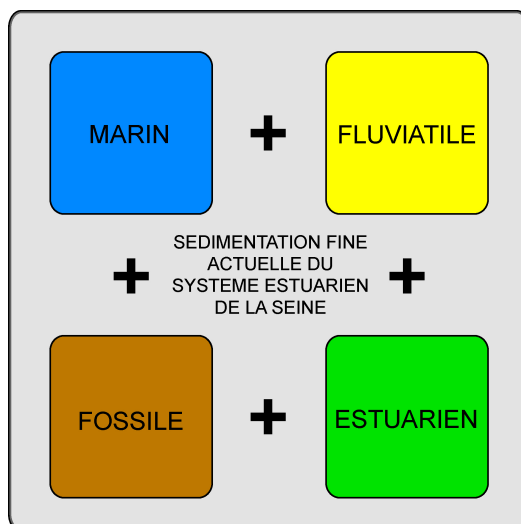 MARIN
FLUVIATILE
SEDIMENTATION FINE
ACTUELLE DU
SYSTEME ESTUARIEN
DE LA SEINE
FOSSILE
ESTUARIEN